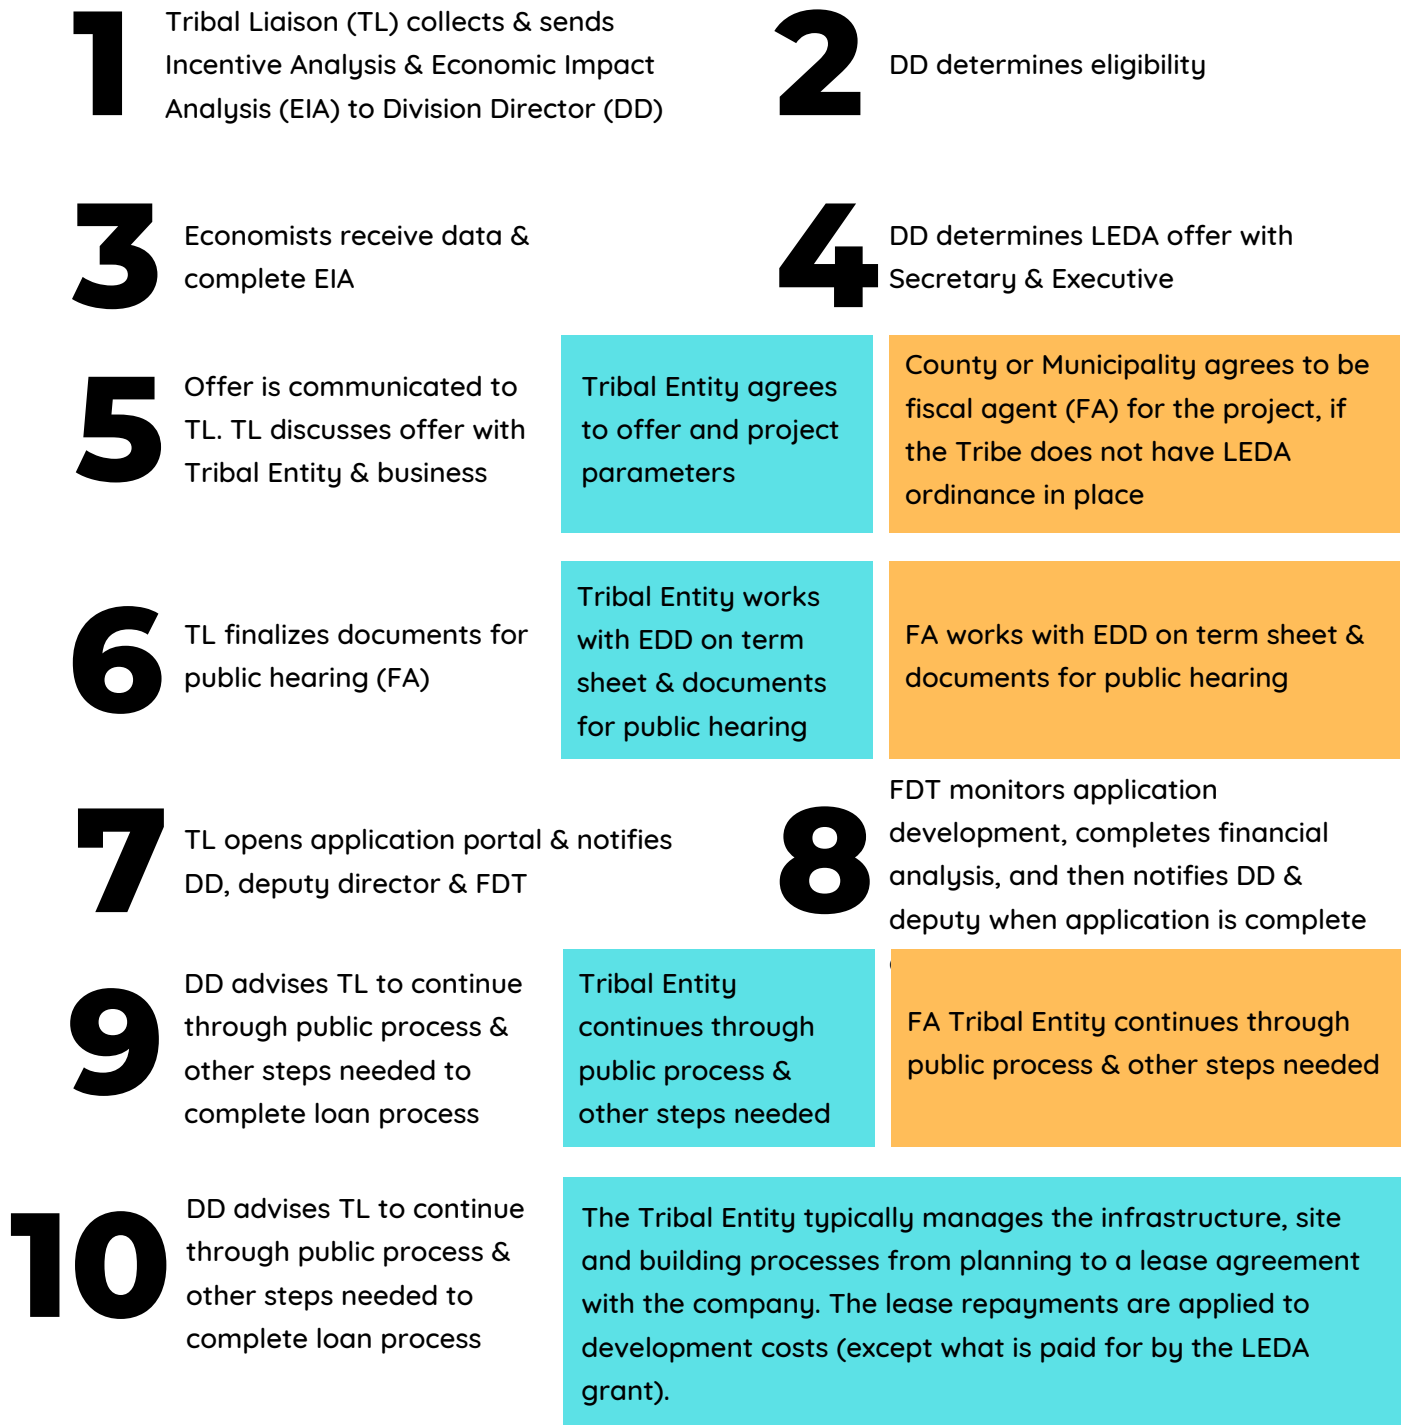 1
Tribal Liaison (TL) collects & sends
Incentive Analysis & Economic Impact
Analysis (EIA) to Division Director (DD)
2
DD determines eligibility
3
Economists receive data &
complete EIA
4
DD determines LEDA offer with
Secretary & Executive
5
Offer is communicated to
TL. TL discusses offer with
Tribal Entity & business
Tribal Entity agrees
to offer and project
parameters
County or Municipality agrees to be
fiscal agent (FA) for the project, if
the Tribe does not have LEDA
ordinance in place
6
TL finalizes documents for
public hearing (FA)
Tribal Entity works
with EDD on term
sheet & documents
for public hearing
FA works with EDD on term sheet &
documents for public hearing
7
TL opens application portal & notifies
DD, deputy director & FDT
8
FDT monitors application
development, completes financial
analysis, and then notifies DD &
deputy when application is complete
9
DD advises TL to continue
through public process &
other steps needed to
complete loan process
Tribal Entity
continues through
public process &
other steps needed
FA Tribal Entity continues through
public process & other steps needed
10
DD advises TL to continue
through public process &
other steps needed to
complete loan process
The Tribal Entity typically manages the infrastructure, site
and building processes from planning to a lease agreement
with the company. The lease repayments are applied to
development costs (except what is paid for by the LEDA
grant).